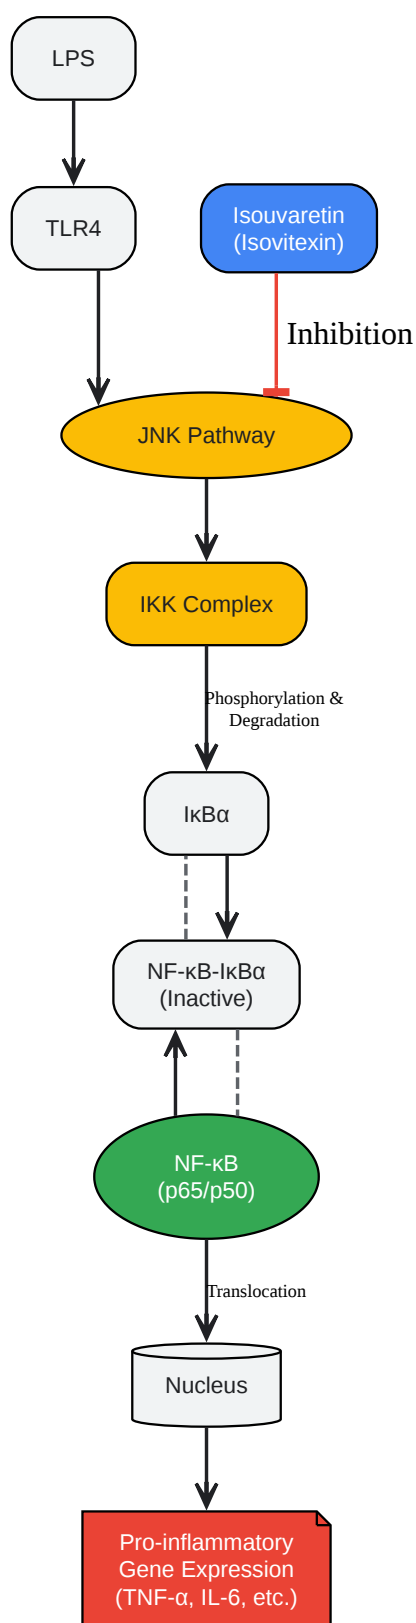 LPS
TLR4
Isouvaretin
(Isovitexin)
Inhibition
JNK Pathway
IKK Complex
Phosphorylation &
Degradation
IκBα
NF-κB-IκBα
(Inactive)
NF-κB
(p65/p50)
Translocation
Nucleus
Pro-inflammatory
Gene Expression
(TNF-α, IL-6, etc.)